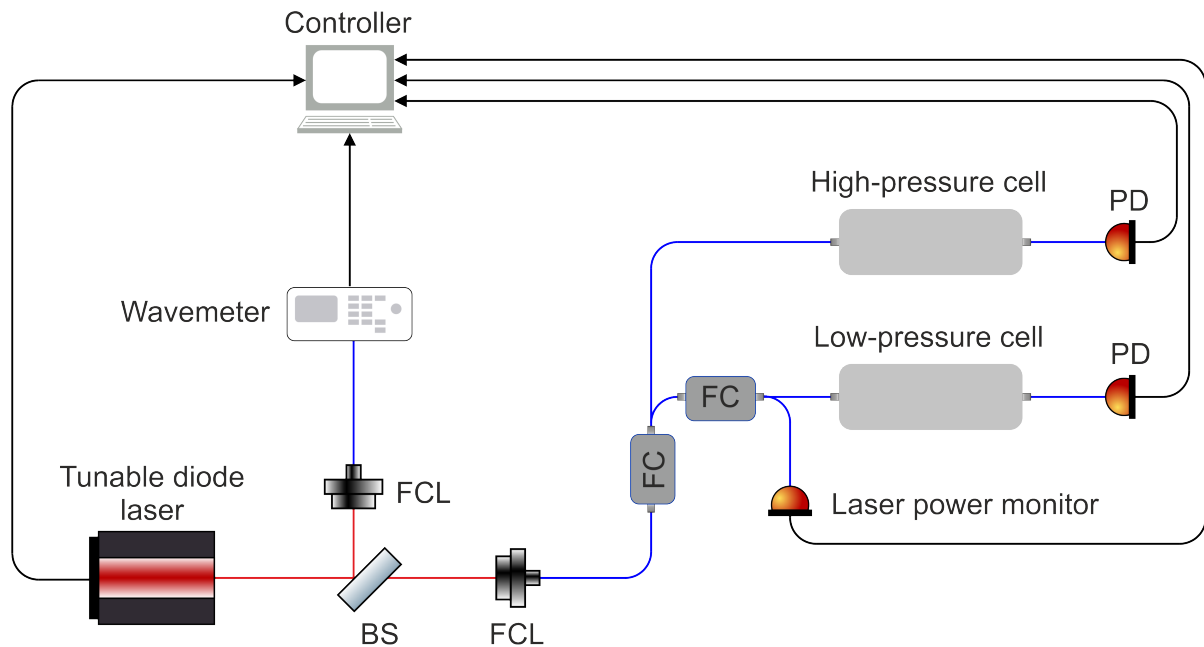 Controller
High-pressure cell
PD
Wavemeter
Low-pressure cell
PD
FC
FC
Tunable diode
laser
FCL
Laser power monitor
BS
FCL